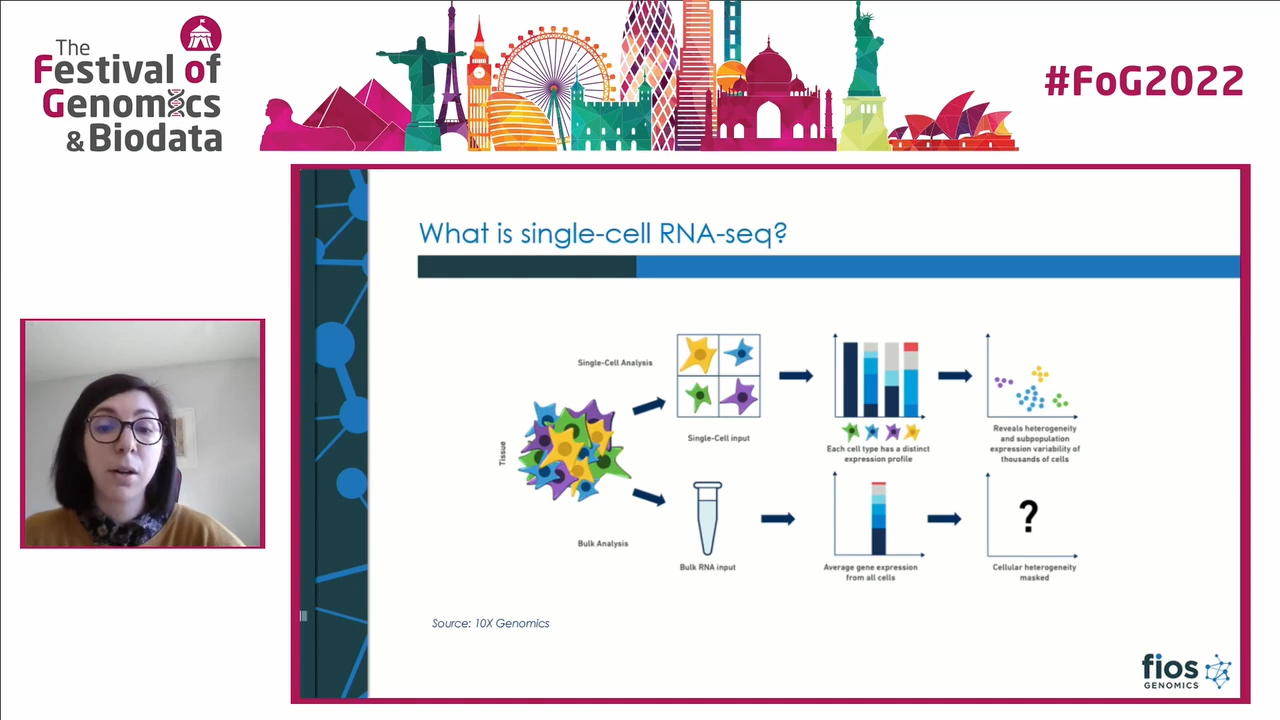 The
Festival of
Genomics
& Biodata
#FoG2022
What is single-cell RNA-seq?
Single-Cell Analysis
Single-Cell input
Each cell type has a distinct
expression profile
Reveals heterogeneity
and subpopulation
expression variability of
thousands of cells
Tissue
Bulk Analysis
Bulk RNA input
Average gene expression
from all cells
?
Cellular heterogeneity
masked
Source: 10X Genomics
fios
GENOMICS